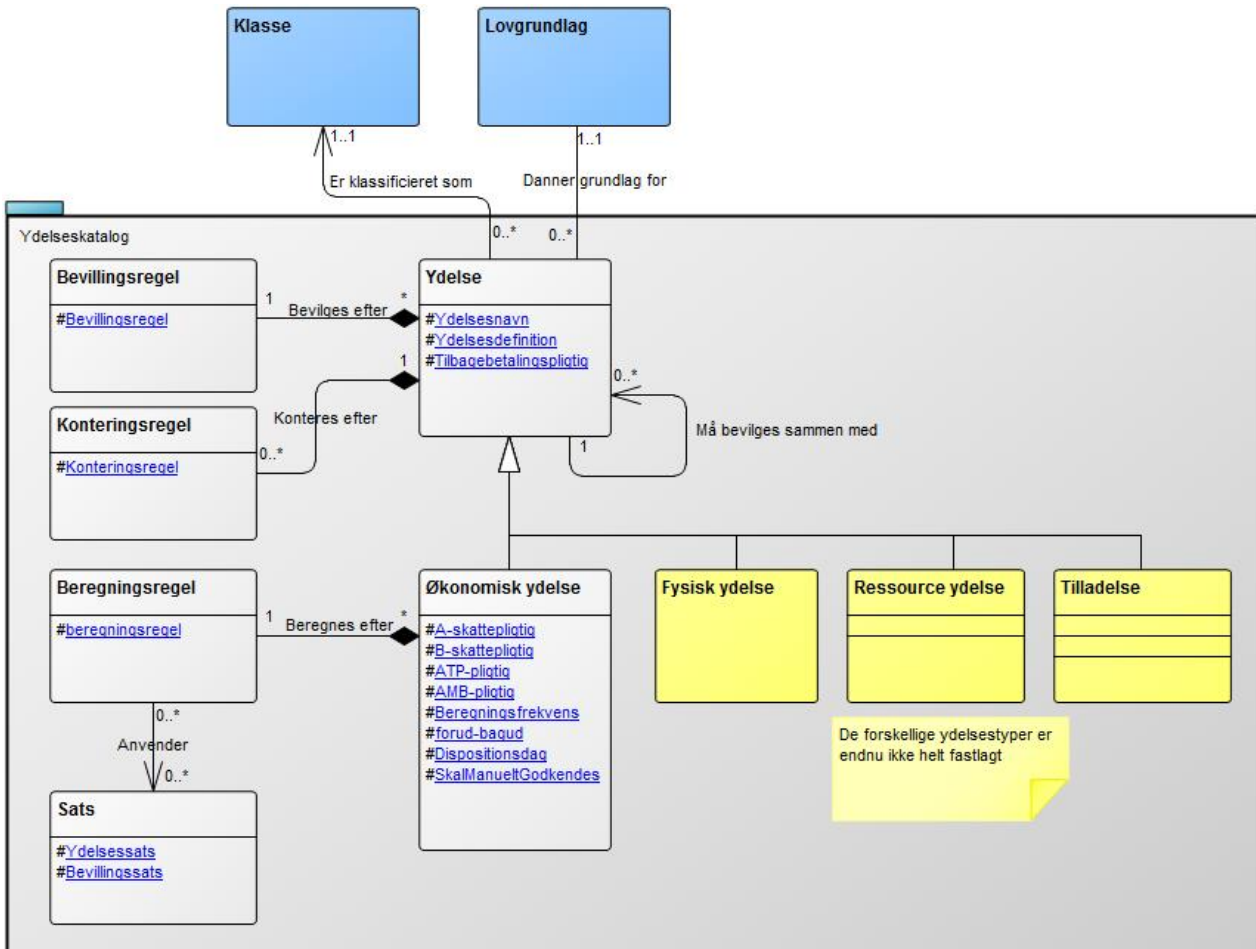 Klasse
Lovgrundlag
1..1
1..1
Er klassificieret som
Danner grundlag for
0..*
0..*
Ydelseskatalog
Bevillingsregel
#Bevillingsregel
1
*
Bevilges efter
Ydelse
#Ydelsesnavn
#Ydelsesdefinition
#Tilbagebetalingspligtig
1
Konteres efter
0..*
Konteringsregel
#Konteringsregel
0..*
1
Må bevilges sammen med
Beregningsregel
#beregningsregel
1
*
Beregnes efter
Økonomisk ydelse
#A-skattepligtig
#B-skattepligtig
#ATP-pligtig
#AMB-pligtig
#Beregningsfrekvens
#forud-bagud
#Dispositionsdag
#SkalManueltGodkendes
Fysisk ydelse
Ressource ydelse
Tilladelse
De forskellige ydelsestyper er
endnu ikke helt fastlagt
0..*
Anvender
0..*
Sats
#Ydelsessats
#Bevillingssats